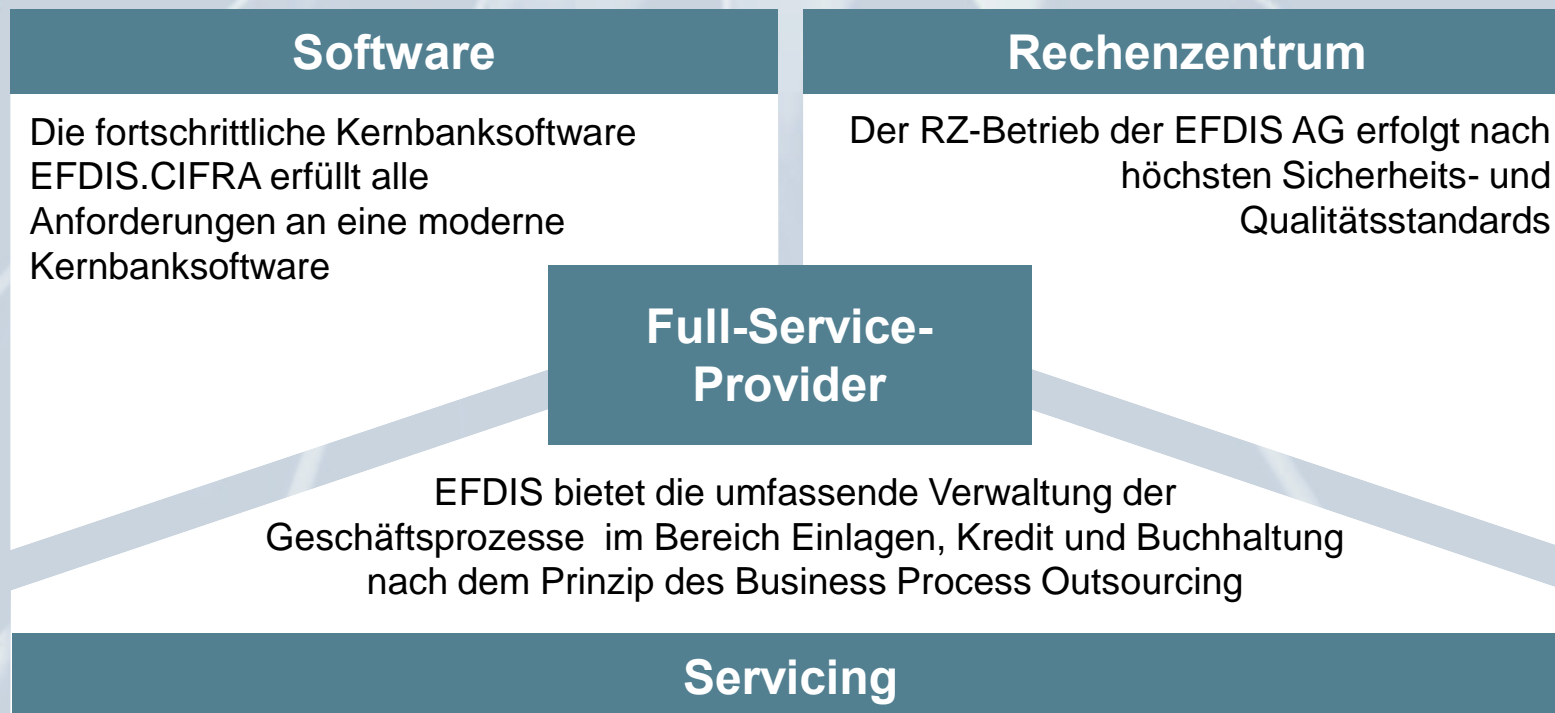 Software
Die fortschrittliche Kernbanksoftware
EFDIS.CIFRA erfüllt alle
Anforderungen an eine moderne
Kernbanksoftware
Rechenzentrum
Der RZ-Betrieb der EFDIS AG erfolgt nach
höchsten Sicherheits- und
Qualitätsstandards
Full-Service-
Provider
EFDIS bietet die umfassende Verwaltung der
Geschäftsprozesse  im Bereich Einlagen, Kredit und Buchhaltung
nach dem Prinzip des Business Process Outsourcing
Servicing